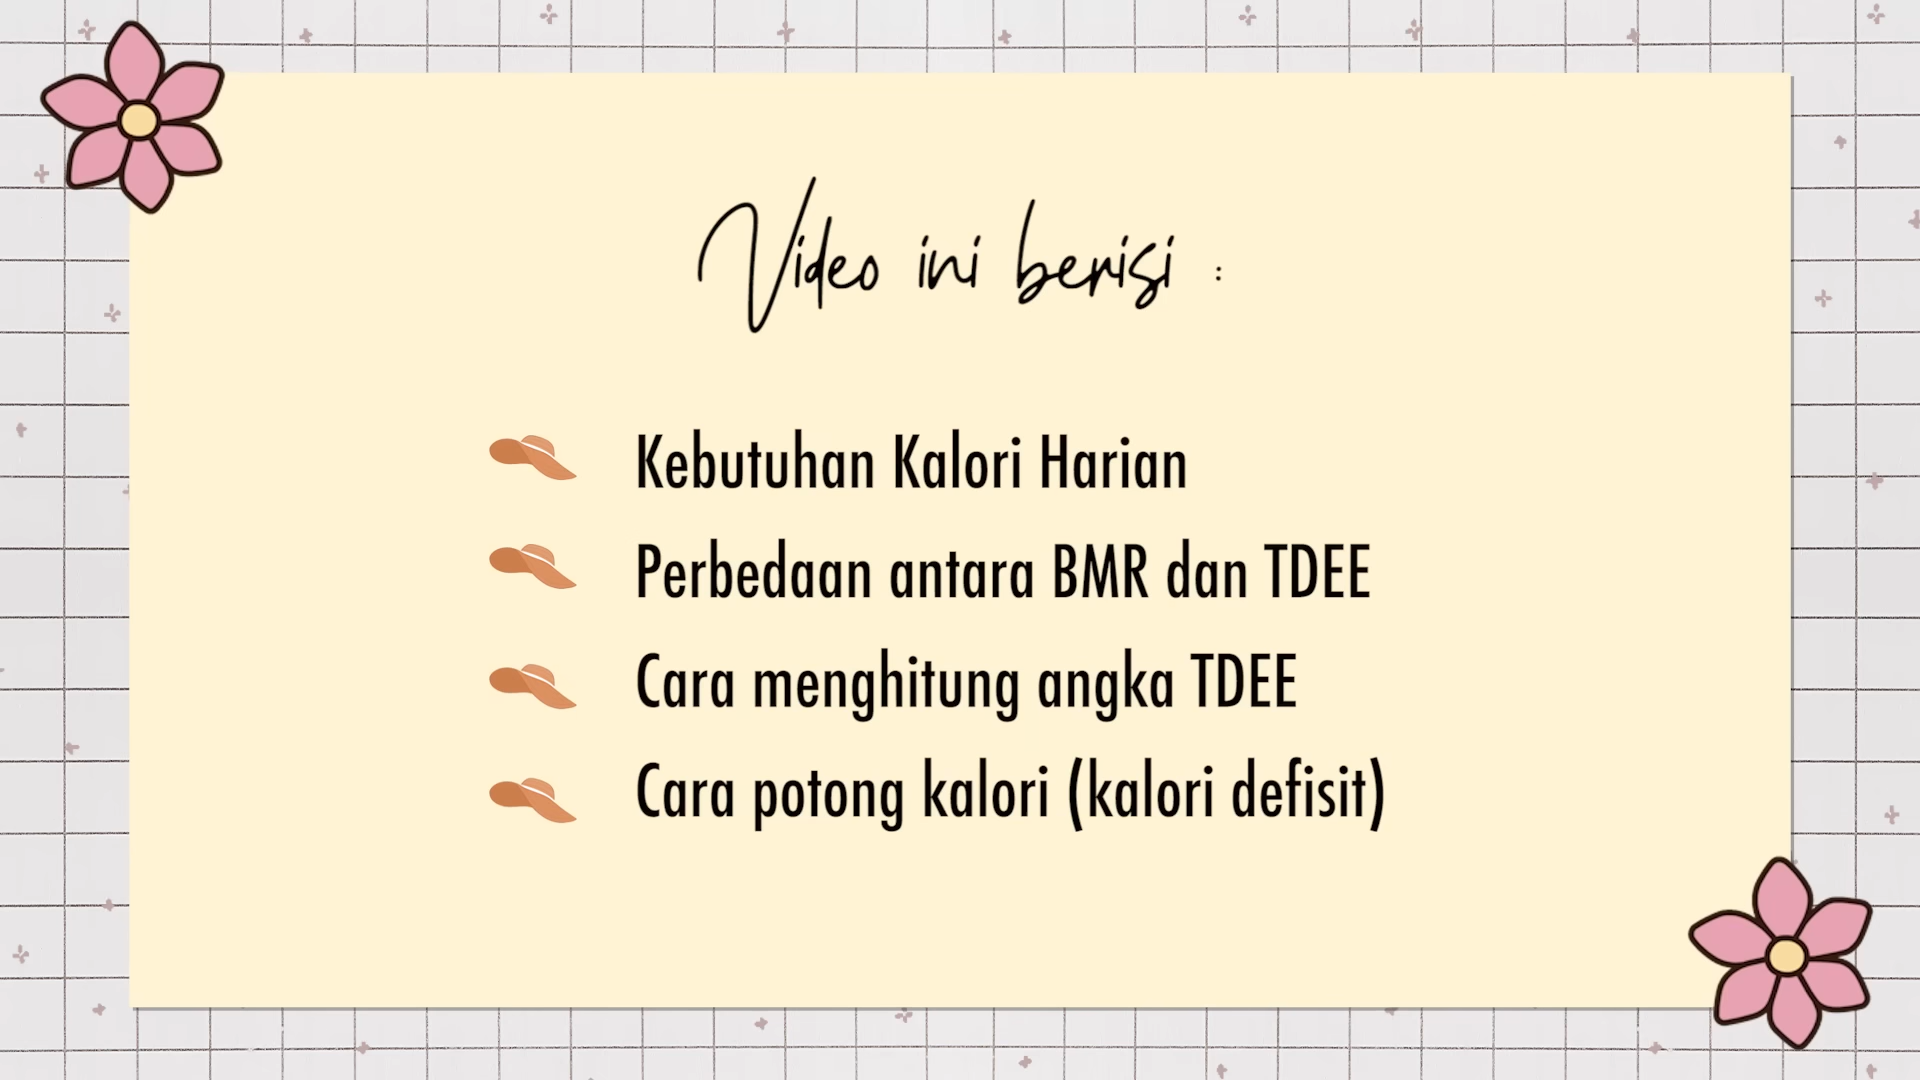 Video ini berisi :
Kebutuhan Kalori Harian
Perbedaan antara BMR dan TDEE
Cara menghitung angka TDEE
Cara potong kalori (kalori defisit)